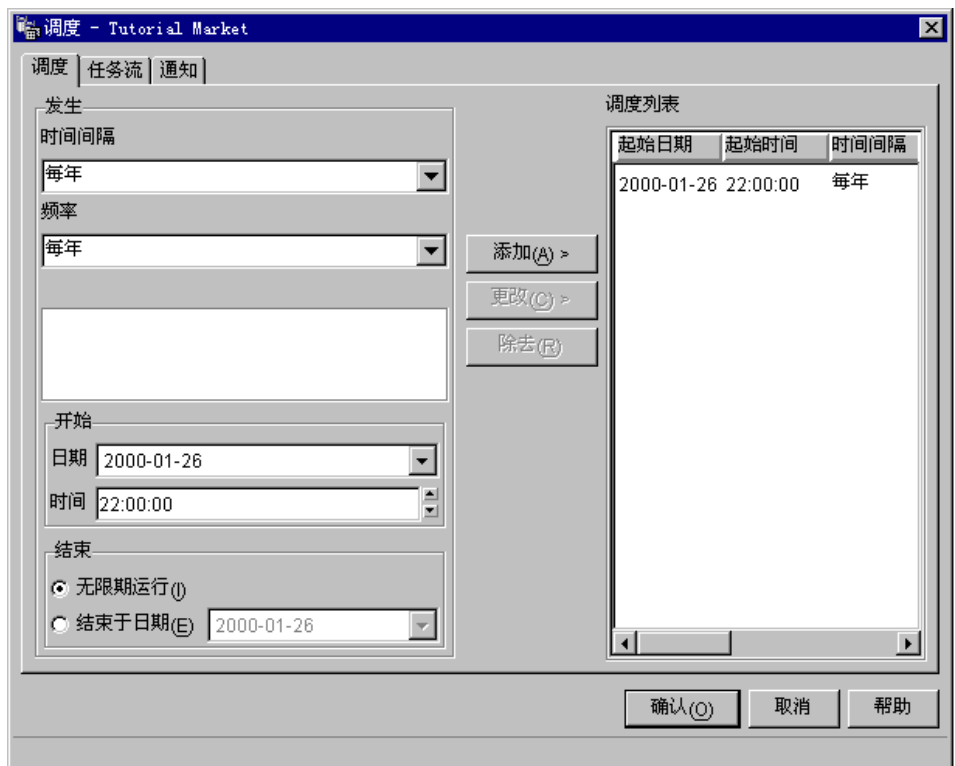 调度 - Tutorial Market
调度 任务流 通知
发生
时间间隔
每年
频率
每年
开始
日期 2000-01-26
时间 22:00:00
结束
无限期运行(I)
结束于日期(E) 2000-01-26
添加(A) >
更改(C) >
除去(R)
调度列表
起始日期 起始时间 时间间隔
2000-01-26 22:00:00 每年
确认(O) 取消 帮助